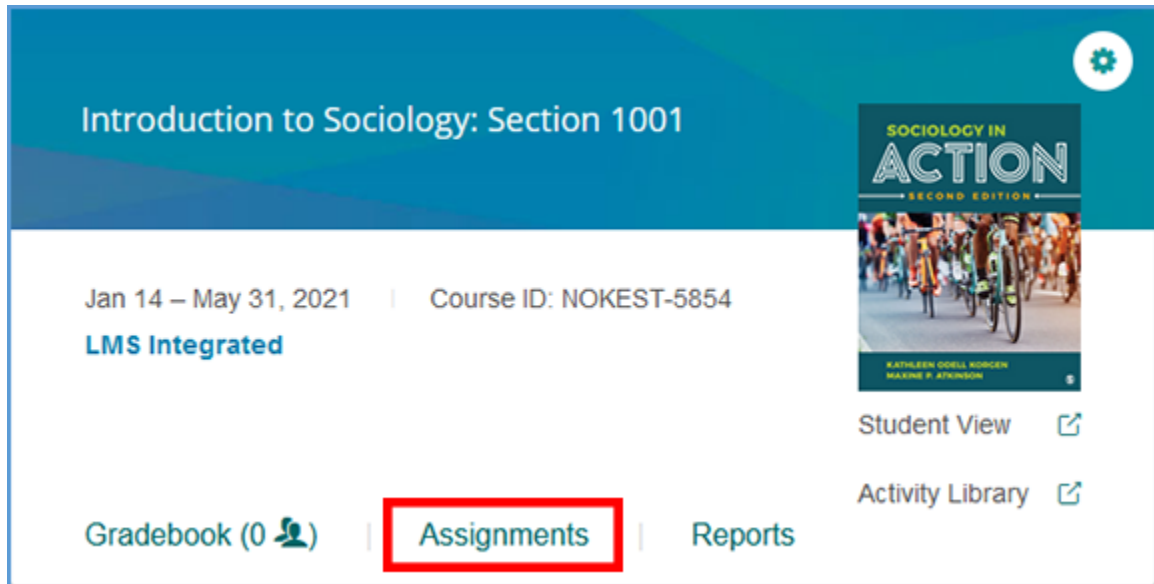 Introduction to Sociology: Section 1001
SOCIOLOGY IN
ACTION
SECOND EDITION
KATHLEEN ODELL KORGEN
MAXINE P. ATKINSON
Jan 14 – May 31, 2021 | Course ID: NOKEST-5854
LMS Integrated
Student View
Activity Library
Gradebook (0 ) | Assignments | Reports